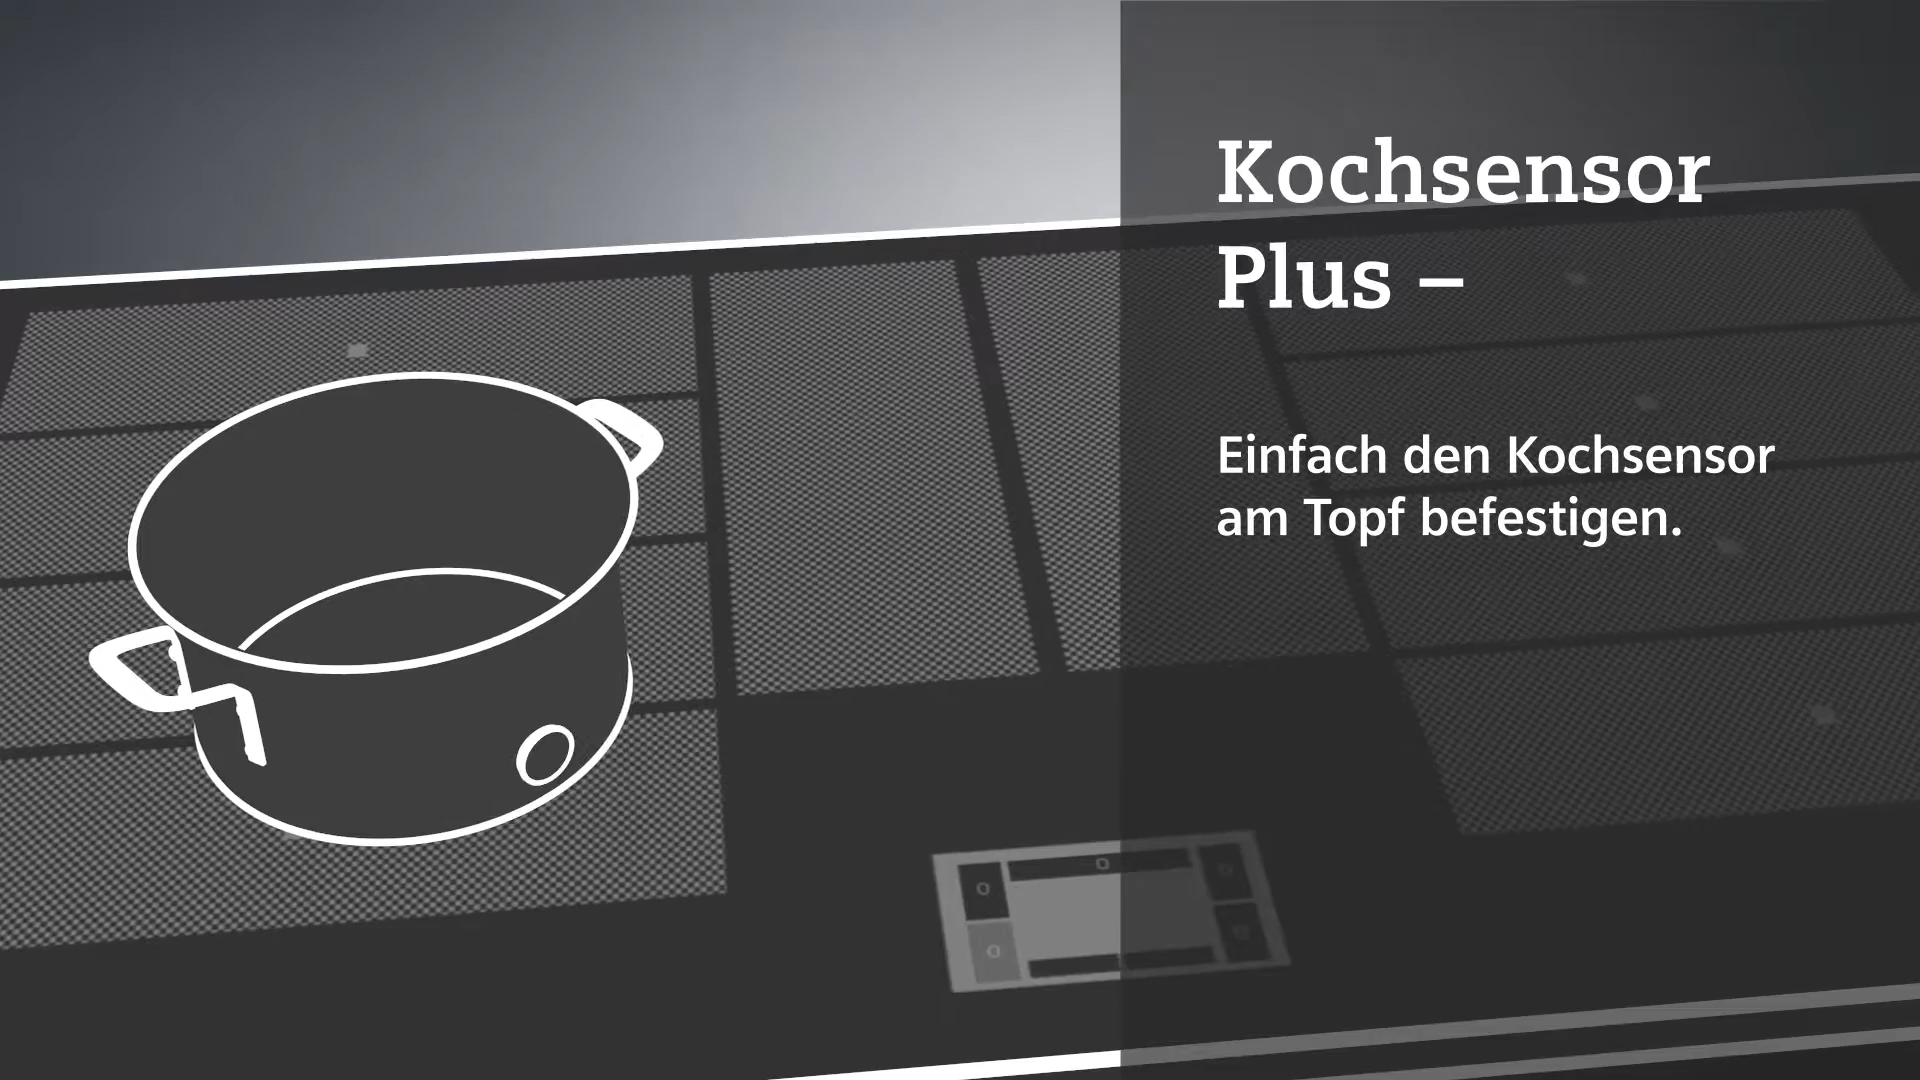 Kochsensor
Plus –
Einfach den Kochsensor
am Topf befestigen.